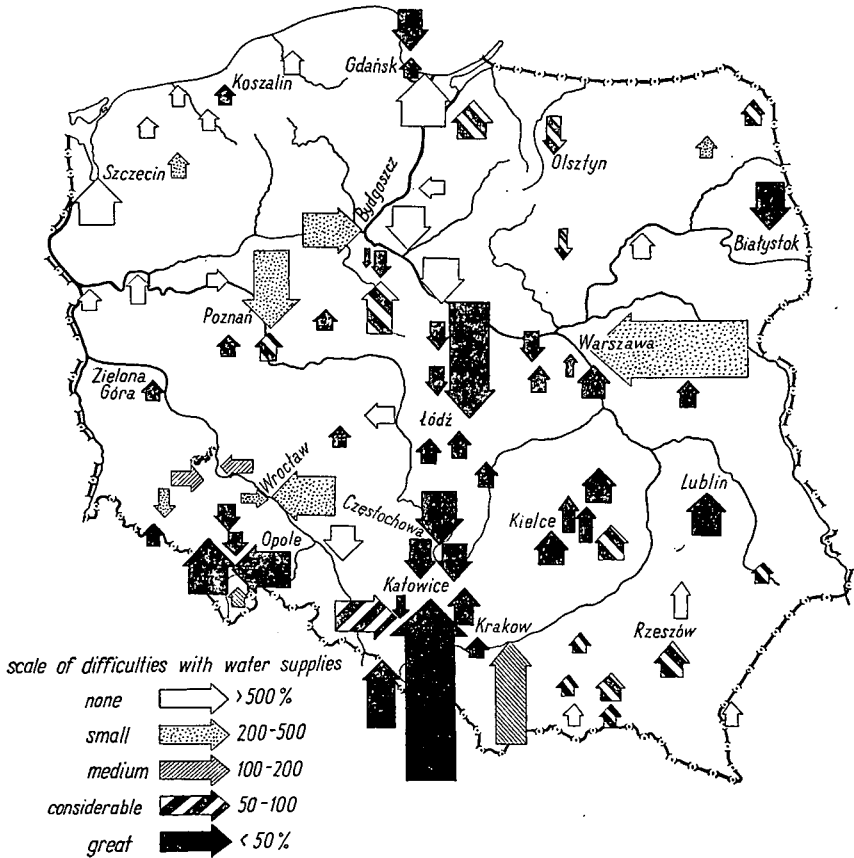 Gdańsk
Koszalin
Szczecin
Olsztyn
Bydgoszcz
Białystok
Poznań
Warszawa
Zielona
Góra
Łódź
Wrocław
Lublin
Częstochowa
Kielce
Opole
Katowice
Krakow
Rzeszów
scale of difficulties with water supplies
none >500%
small 200-500
medium 100-200
considerable 50-100
great <50%